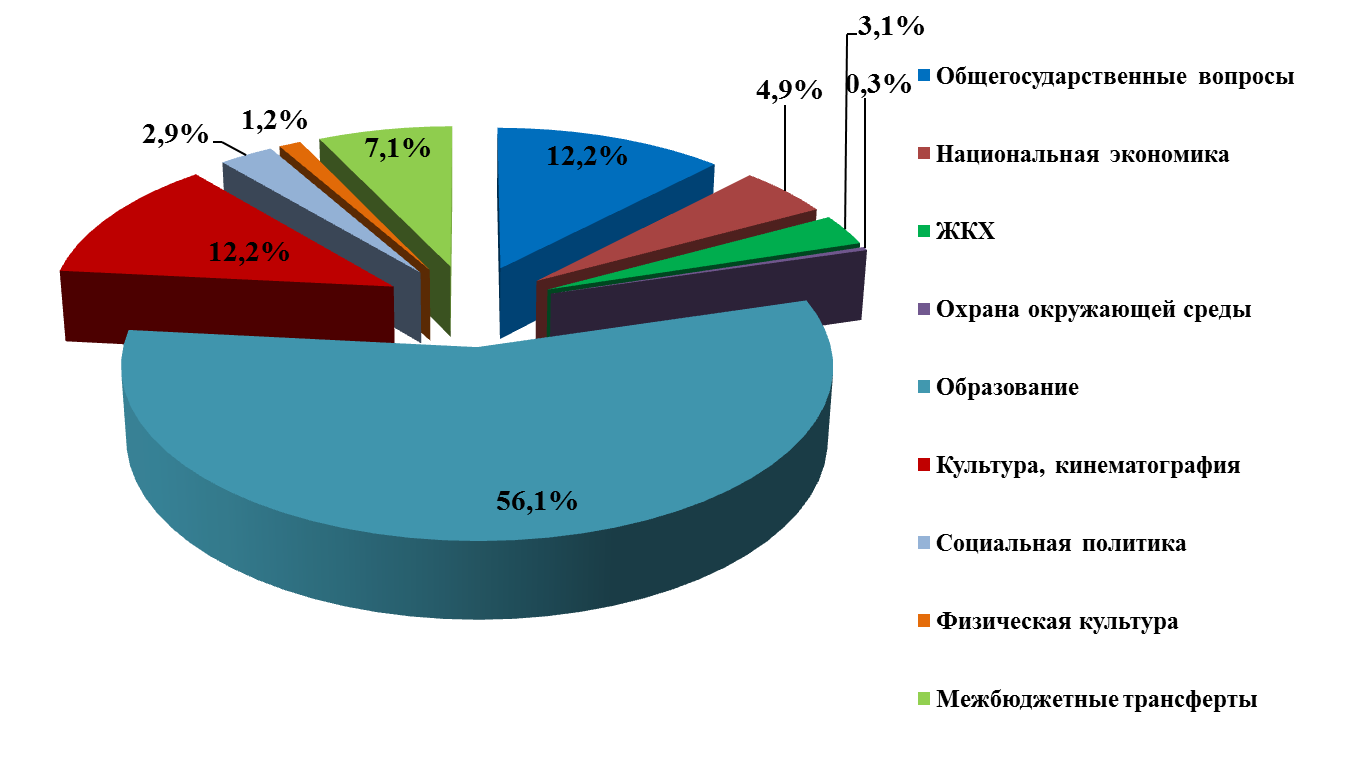 3,1%
0,3%
4,9%
1,2%
2,9%
7,1%
12,2%
12,2%
56,1%
Общегосударственные вопросы
Национальная экономика
ЖКХ
Охрана окружающей среды
Образование
Культура, кинематография
Социальная политика
Физическая культура
Межбюджетные трансферты